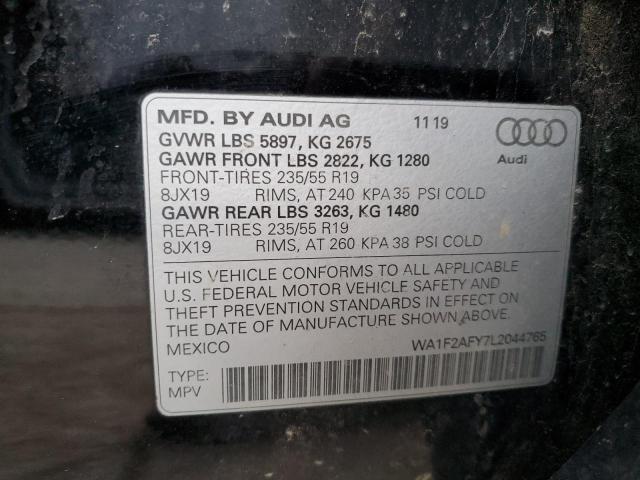 MFD. BY AUDI AG 11 19
GVWR LBS 5897, KG 2675
GAWR FRONT LBS 2822, KG 1280
FRONT-TIRES 235/55 R19
8JX19 RIMS, AT 240 KPA 35 PSI COLD
GAWR REAR LBS 3263, KG 1480
REAR-TIRES 235/55 R19
8JX19 RIMS, AT 260 KPA 38 PSI COLD
Audi
THIS VEHICLE CONFORMS TO ALL APPLICABLE
U.S. FEDERAL MOTOR VEHICLE SAFETY AND
THEFT PREVENTION STANDARDS IN EFFECT ON
THE DATE OF MANUFACTURE SHOWN ABOVE.
MEXICO WA1F2AFY7L2044765
TYPE:
MPV